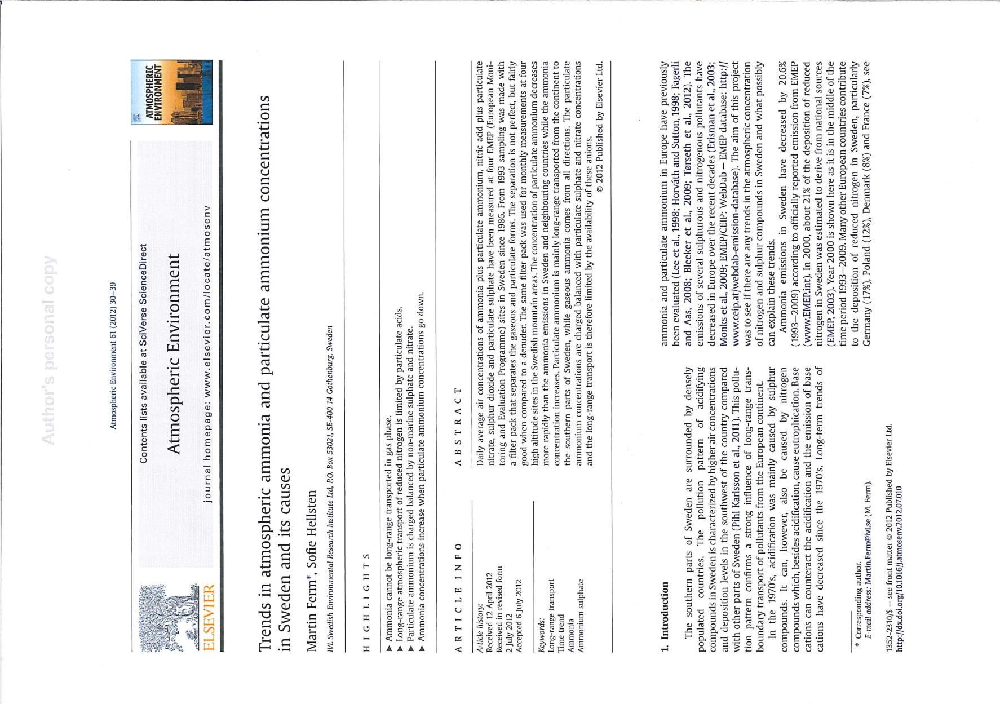 Author's personal copy
Atmospheric Environment 61 (2012) 30–39
Contents lists available at SciVerse ScienceDirect
Atmospheric Environment
journal homepage: www.elsevier.com/locate/atmosenv
ELSEVIER
ATMOSPHERIC
ENVIRONMENT
Trends in atmospheric ammonia and particulate ammonium concentrations
in Sweden and its causes
Martin Ferm*, Sofie Hellsten
IVL Swedish Environmental Research Institute Ltd, P.O. Box 53021, SE-400 14 Gothenburg, Sweden
HIGHLIGHTS
► Ammonia cannot be long-range transported in gas phase.
► Long-range atmospheric transport of reduced nitrogen is limited by particulate acids.
► Particulate ammonium is charged balanced by non-marine sulphate and nitrate.
► Ammonia concentrations increase when particulate ammonium concentrations go down.
ARTICLE INFO
Article history:
Received 12 April 2012
Received in revised form
2 July 2012
Accepted 6 July 2012
Keywords:
Long-range transport
Time trend
Ammonia
Ammonium sulphate
ABSTRACT
Daily average air concentrations of ammonia plus particulate ammonium, nitric acid plus particulate
nitrate, sulphur dioxide and particulate sulphate have been measured at four EMEP (European Moni-
toring and Evaluation Programme) sites in Sweden since 1986. From 1993 sampling was made with
a filter pack that separates the gaseous and particulate forms. The separation is not perfect, but fairly
good when compared to a denuder. The same filter pack was used for monthly measurements at four
high altitude sites in the Swedish mountain areas. The concentration of particulate ammonium decreases
more rapidly than the ammonia emissions in Sweden and neighbouring countries while the ammonia
concentration increases. Particulate ammonium is mainly long-range transported from the continent to
the southern parts of Sweden, while gaseous ammonia comes from all directions. The particulate
ammonium concentrations are charged balanced with particulate sulphate and nitrate concentrations
and the long-range transport is therefore limited by the availability of these anions.
© 2012 Published by Elsevier Ltd.
1. Introduction
The southern parts of Sweden are surrounded by densely
populated countries. The pollution pattern of acidifying
compounds in Sweden is characterized by higher air concentrations
and deposition levels in the southwest of the country compared
with other parts of Sweden (Pihl Karlsson et al., 2011). This pollu-
tion pattern confirms a strong influence of long-range trans-
boundary transport of pollutants from the European continent.
In the 1970's, acidification was mainly caused by sulphur
compounds. It can, however, also be caused by nitrogen
compounds which, besides acidification, cause eutrophication. Base
cations can counteract the acidification and the emission of base
cations have decreased since the 1970's. Long-term trends of
* Corresponding author.
E-mail address: Martin.Ferm@ivl.se (M. Ferm).
1352-2310/$ – see front matter © 2012 Published by Elsevier Ltd.
http://dx.doi.org/10.1016/j.atmosenv.2012.07.010
ammonia and particulate ammonium in Europe have previously
been evaluated (Lee et al., 1998; Horváth and Sutton, 1998; Fagerli
and Aas, 2008; Bleeker et al., 2009; Tørseth et al., 2012). The
emissions of several sulphurous and nitrogenous pollutants have
decreased in Europe over the recent decades (Erisman et al., 2003;
Monks et al., 2009; EMEP/CEIP: WebDab – EMEP database; http://
www.ceip.at/webdab-emission-database). The aim of this project
was to see if there are any trends in the atmospheric concentration
of nitrogen and sulphur compounds in Sweden and what possibly
can explain these trends.
Ammonia emissions in Sweden have decreased by 20.6%
(1993–2009) according to officially reported emission from EMEP
(www.EMEP.int). In 2000, about 21% of the deposition of reduced
nitrogen in Sweden was estimated to derive from national sources
(EMEP, 2003). Year 2000 is shown here as it is in the middle of the
time period 1993–2009. Many other European countries contribute
to the deposition of reduced nitrogen in Sweden, particularly
Germany (17%), Poland (12%), Denmark (8%) and France (7%), see